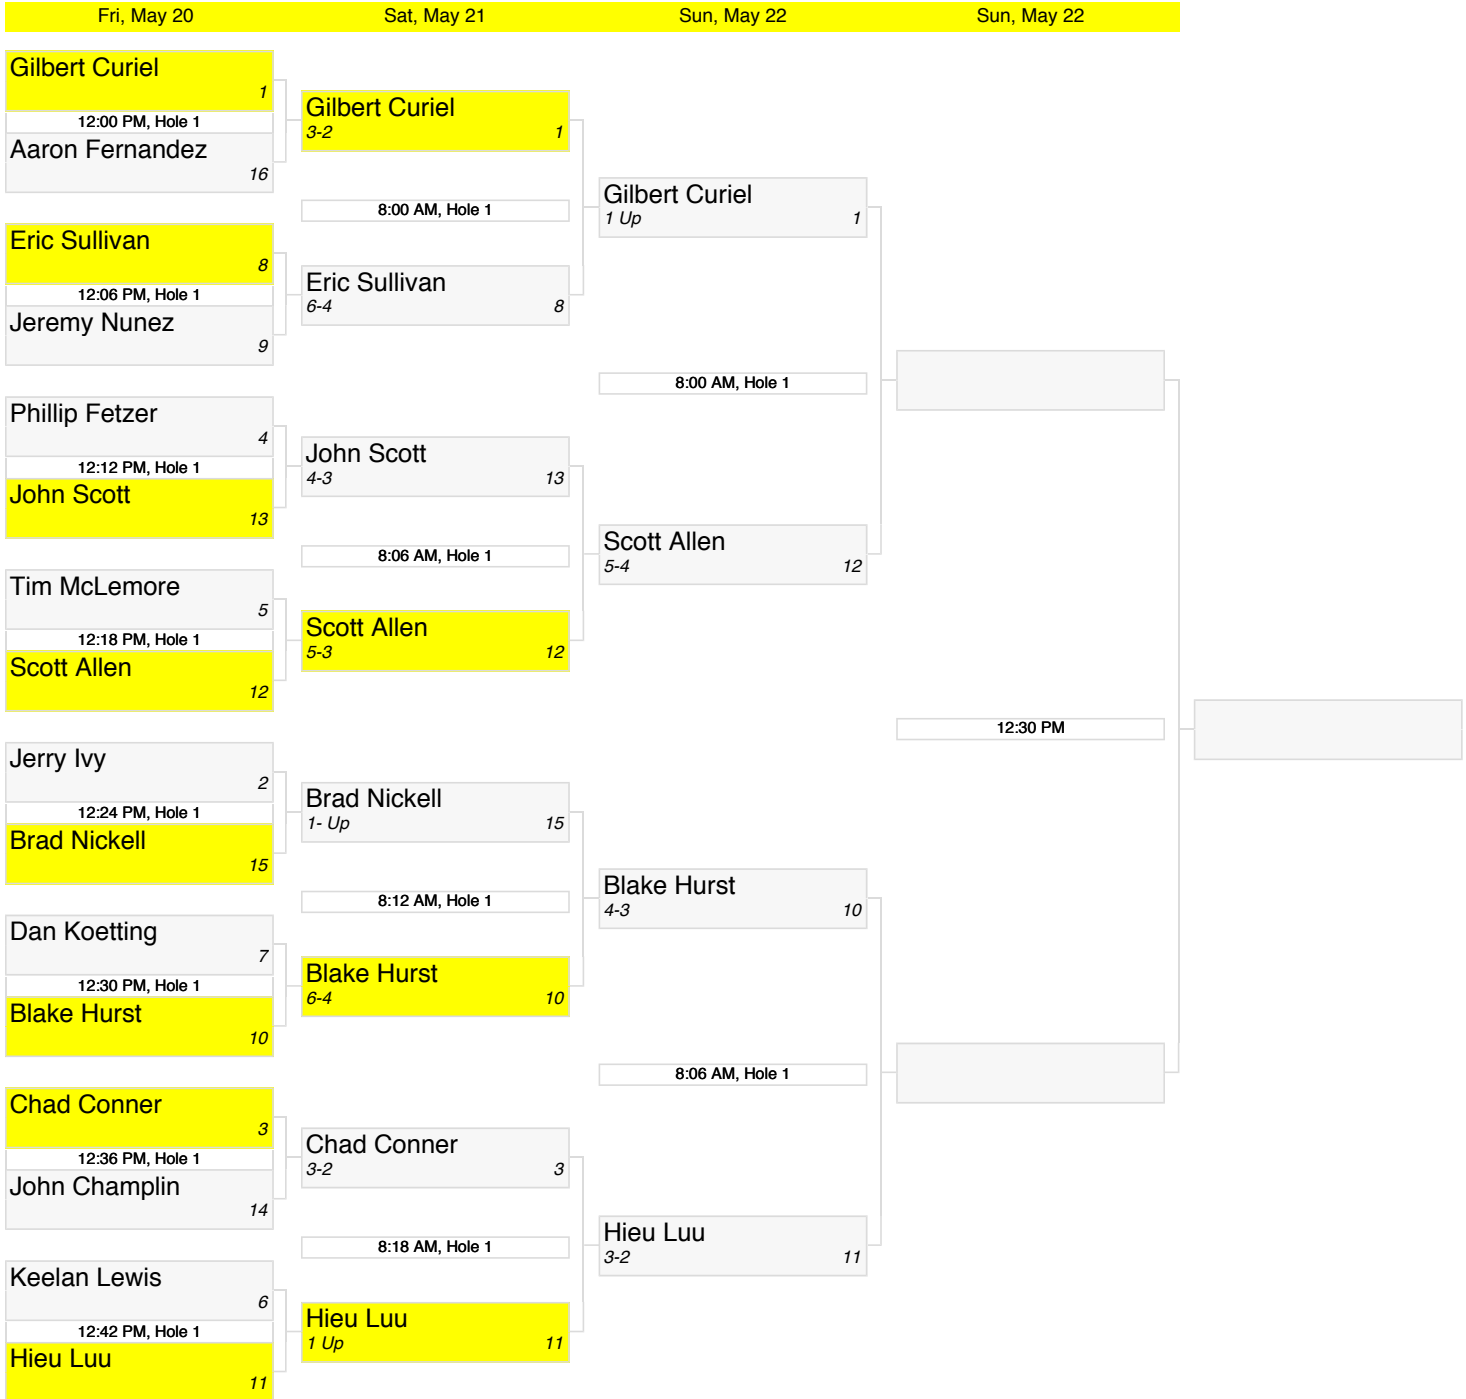 Fri, May 20
Sat, May 21
Sun, May 22
Sun, May 22
Gilbert Curiel
1
12:00 PM, Hole 1
Aaron Fernandez
16
Eric Sullivan
8
12:06 PM, Hole 1
Jeremy Nunez
9
Phillip Fetzer
4
12:12 PM, Hole 1
John Scott
13
Tim McLemore
5
12:18 PM, Hole 1
Scott Allen
12
Jerry Ivy
2
12:24 PM, Hole 1
Brad Nickell
15
Dan Koetting
7
12:30 PM, Hole 1
Blake Hurst
10
Chad Conner
3
12:36 PM, Hole 1
John Champlin
14
Keelan Lewis
6
12:42 PM, Hole 1
Hieu Luu
11
Gilbert Curiel
3-2 1
8:00 AM, Hole 1
Eric Sullivan
6-4 8
John Scott
4-3 13
8:06 AM, Hole 1
Scott Allen
5-3 12
Brad Nickell
1- Up 15
8:12 AM, Hole 1
Blake Hurst
6-4 10
Chad Conner
3-2 3
8:18 AM, Hole 1
Hieu Luu
1 Up 11
Gilbert Curiel
1 Up 1
8:00 AM, Hole 1
Scott Allen
5-4 12
Blake Hurst
4-3 10
8:06 AM, Hole 1
Hieu Luu
3-2 11
12:30 PM